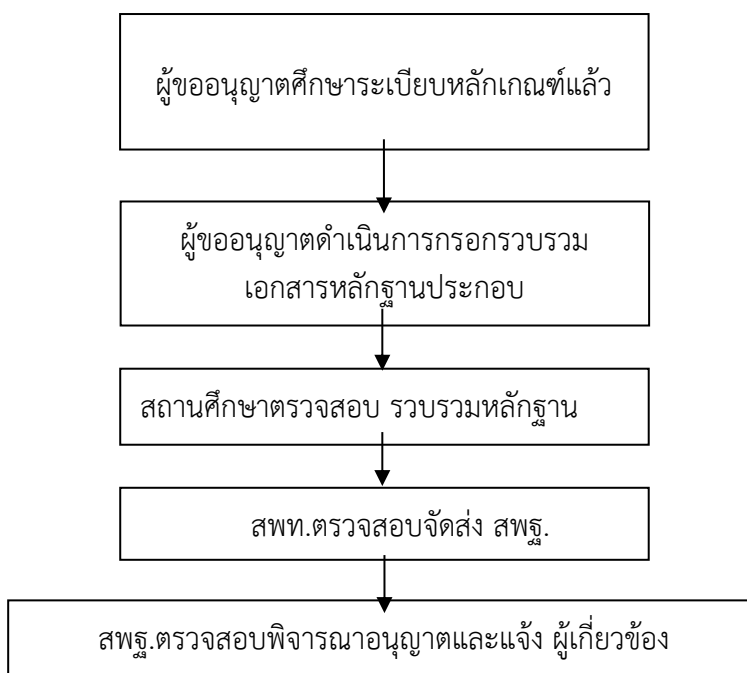 ผู้ขออนุญาตศึกษาระเบียบหลักเกณฑ์แล้ว
ผู้ขออนุญาตดำเนินการกรอกรวบรวม
เอกสารหลักฐานประกอบ
สถานศึกษาตรวจสอบ รวบรวมหลักฐาน
สพท.ตรวจสอบจัดส่ง สพฐ.
สพฐ.ตรวจสอบพิจารณาอนุญาตและแจ้ง ผู้เกี่ยวข้อง